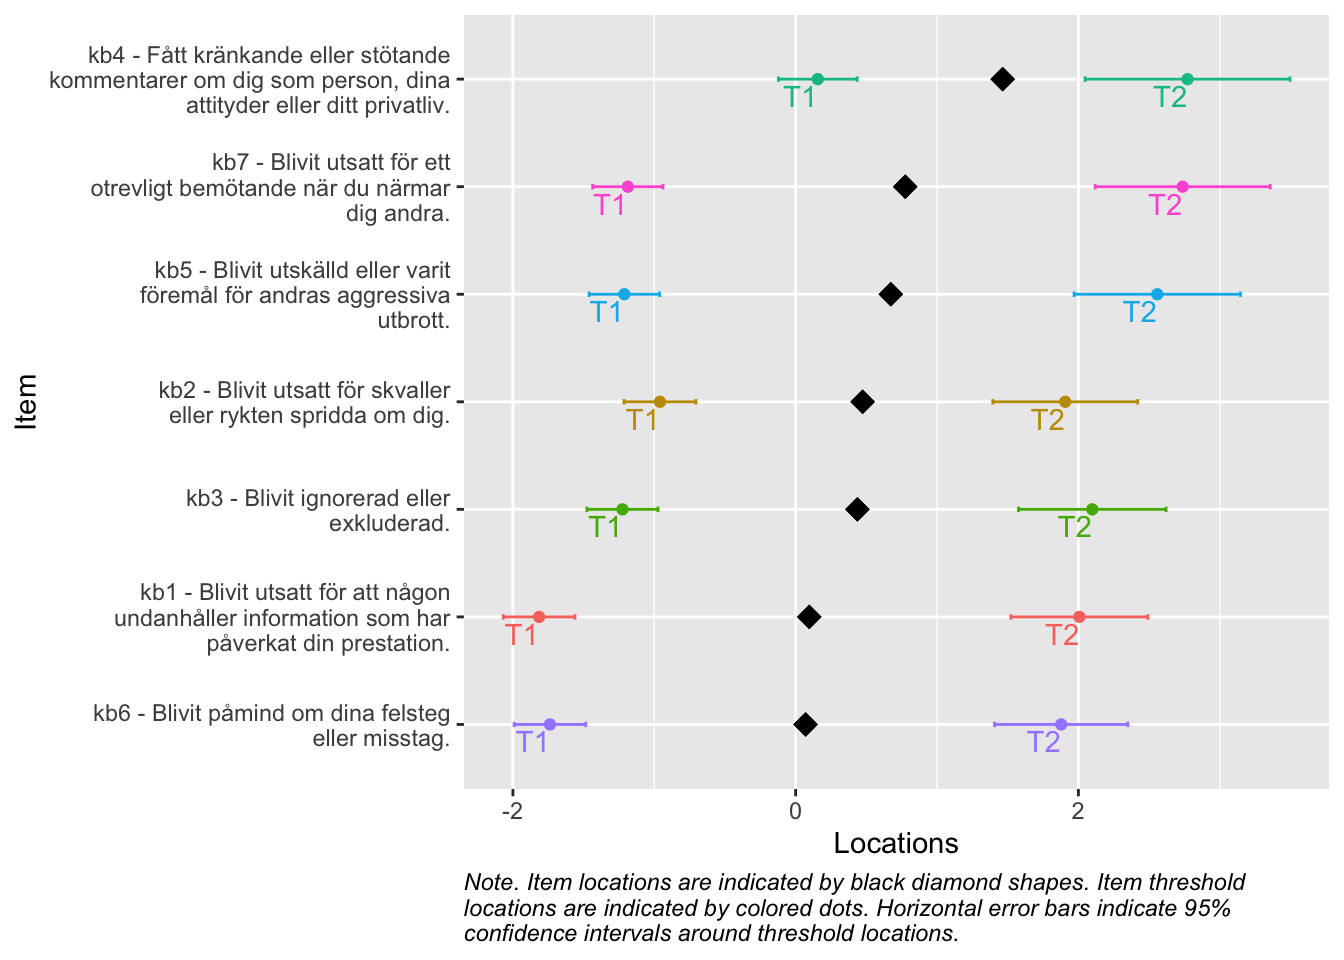 kb4 - Fått kränkande eller stötande
kommentarer om dig som person, dina
attityder eller ditt privatliv.
T1
T2
kb7 - Blivit utsatt för ett
otrevligt bemötande när du närmar
dig andra.
T1
T2
kb5 - Blivit utskälld eller varit
föremål för andras aggressiva
utbrott.
T1
T2
kb2 - Blivit utsatt för skvaller
eller rykten spridda om dig.
T1
T2
kb3 - Blivit ignorerad eller
exkluderad.
T1
T2
kb1 - Blivit utsatt för att någon
undanhåller information som har
påverkat din prestation.
T1
T2
kb6 - Blivit påmind om dina felsteg
eller misstag.
T1
T2
Item
-2
0
2
Locations
Note. Item locations are indicated by black diamond shapes. Item threshold
locations are indicated by colored dots. Horizontal error bars indicate 95%
confidence intervals around threshold locations.